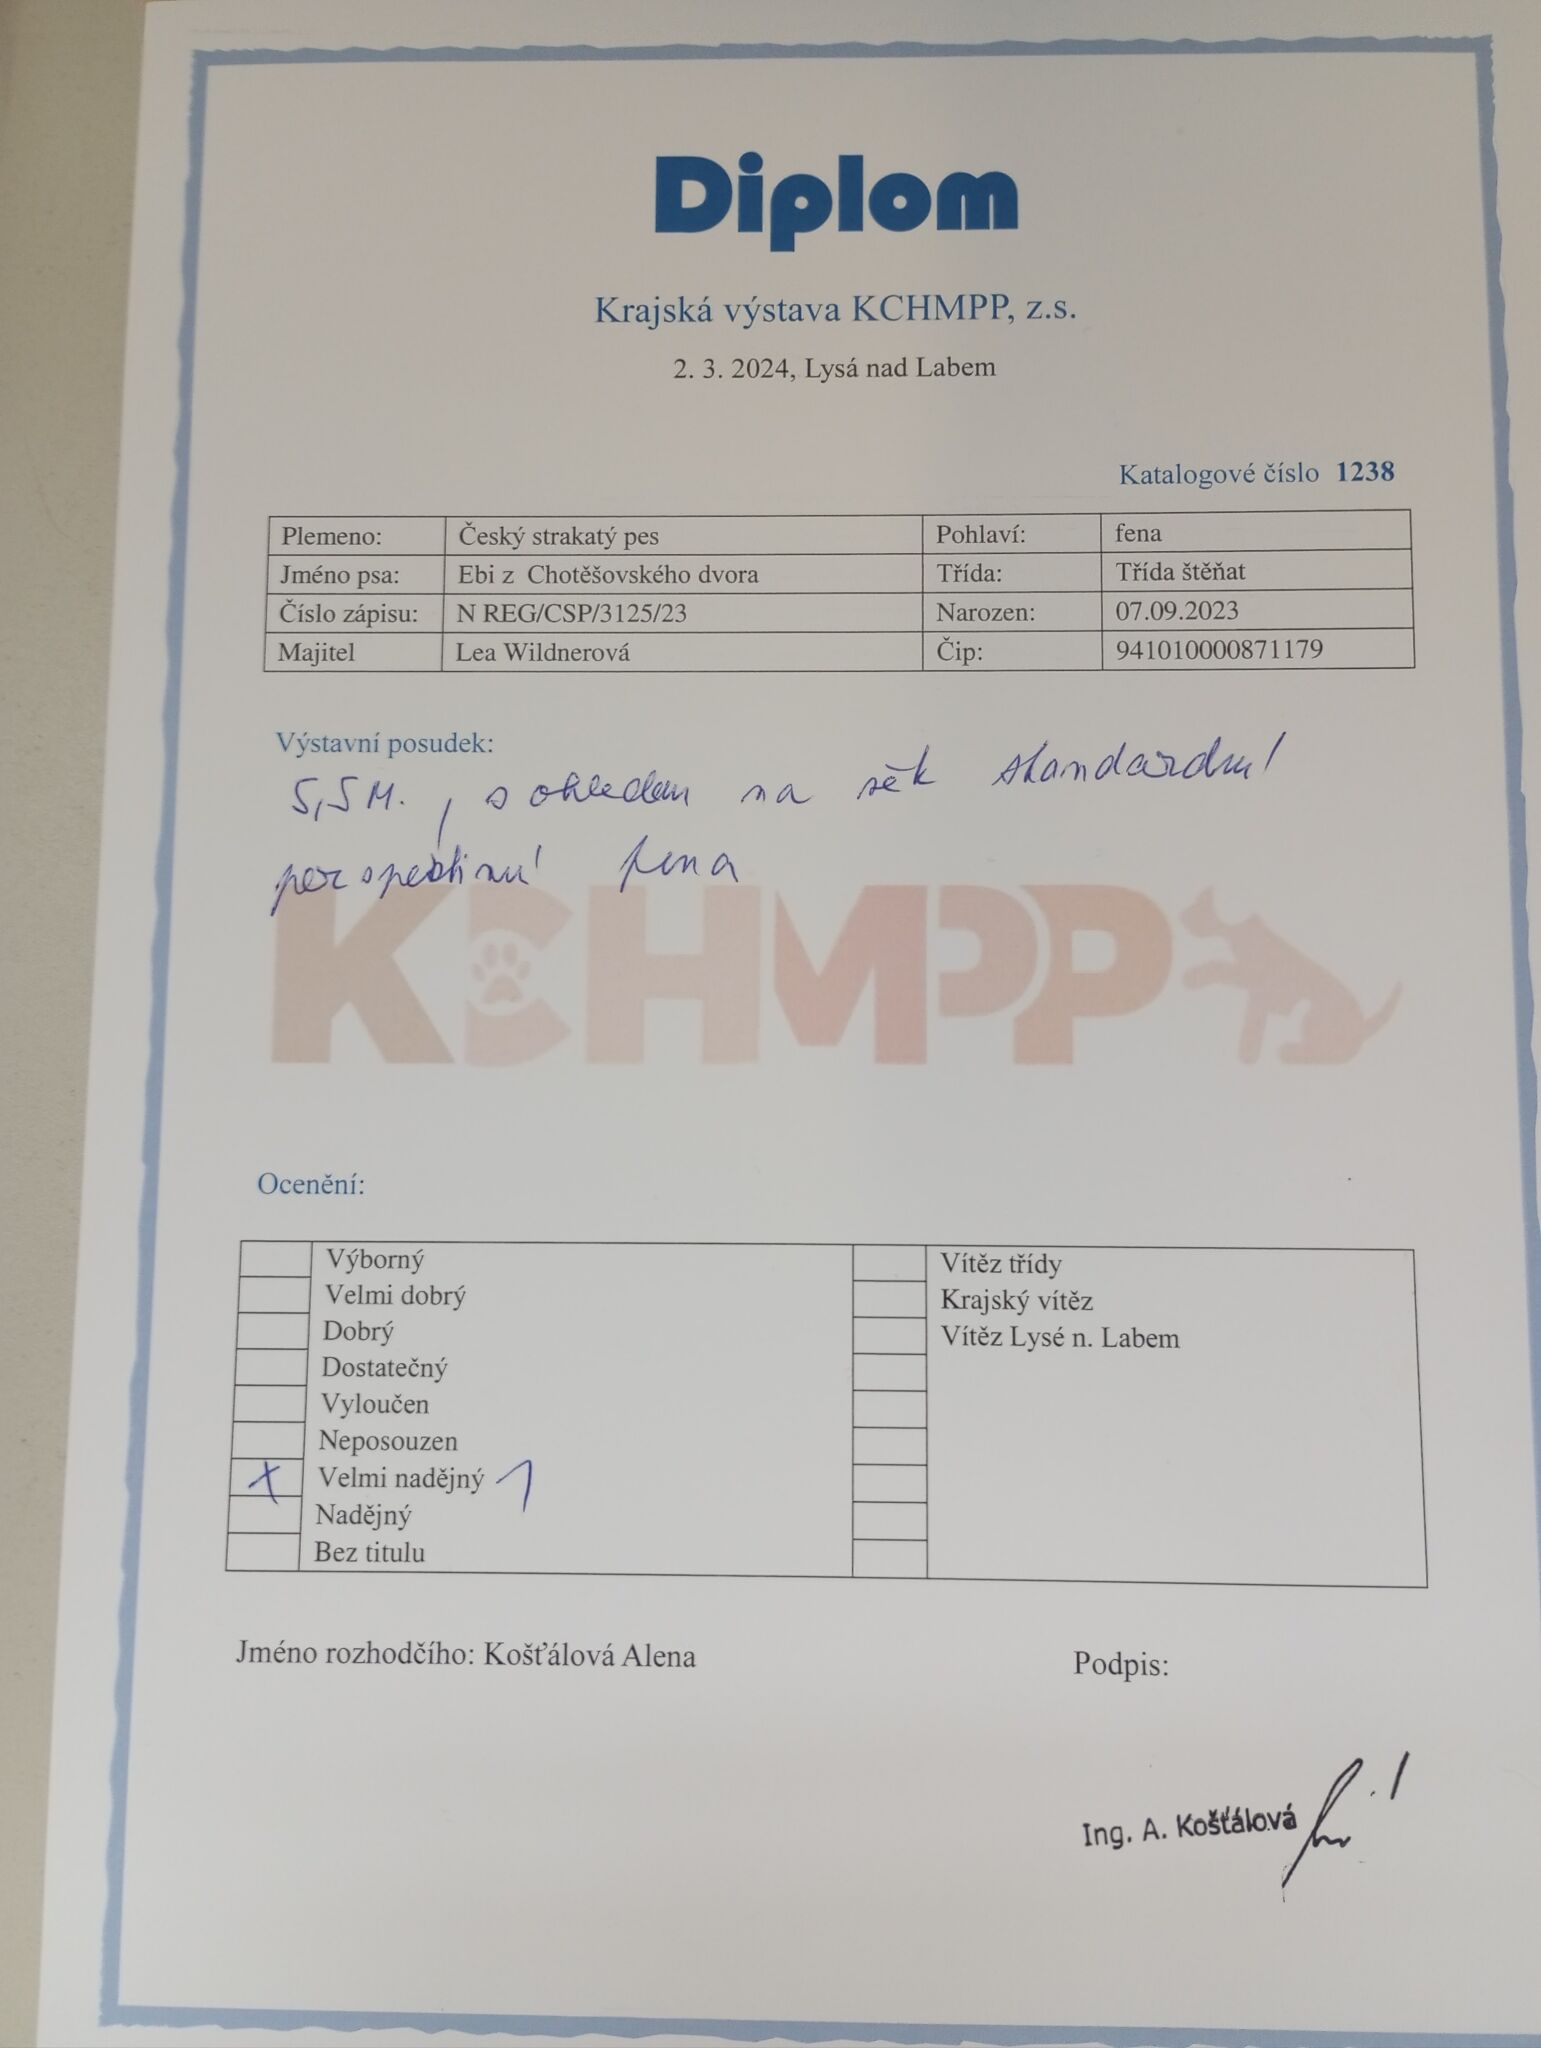 Diplom
Krajská výstava KCHMPP, z.s.
2. 3. 2024, Lysá nad Labem
Katalogové číslo 1238
Plemeno: Český strakatý pes Pohlaví: fena
Jméno psa: Ebi z Chotěšovského dvora Třída: Třída štěňat
Číslo zápisu: N REG/CSP/3125/23 Narozen: 07.09.2023
Majitel Lea Wildnerová Čip: 941010000871179
Výstavní posudek:
5,5 M., s ohledem na věk standardní
perspektivní fena
KCHMPP
Ocenění:
Výborný Vítěz třídy
Velmi dobrý Krajský vítěz
Dobrý Vítěz Lysé n. Labem
Dostatečný
Vyloučen
Neposouzen
X Velmi nadějný 1
Nadějný
Bez titulu
Jméno rozhodčího: Košťálová Alena Podpis:
Ing. A. Košťálová